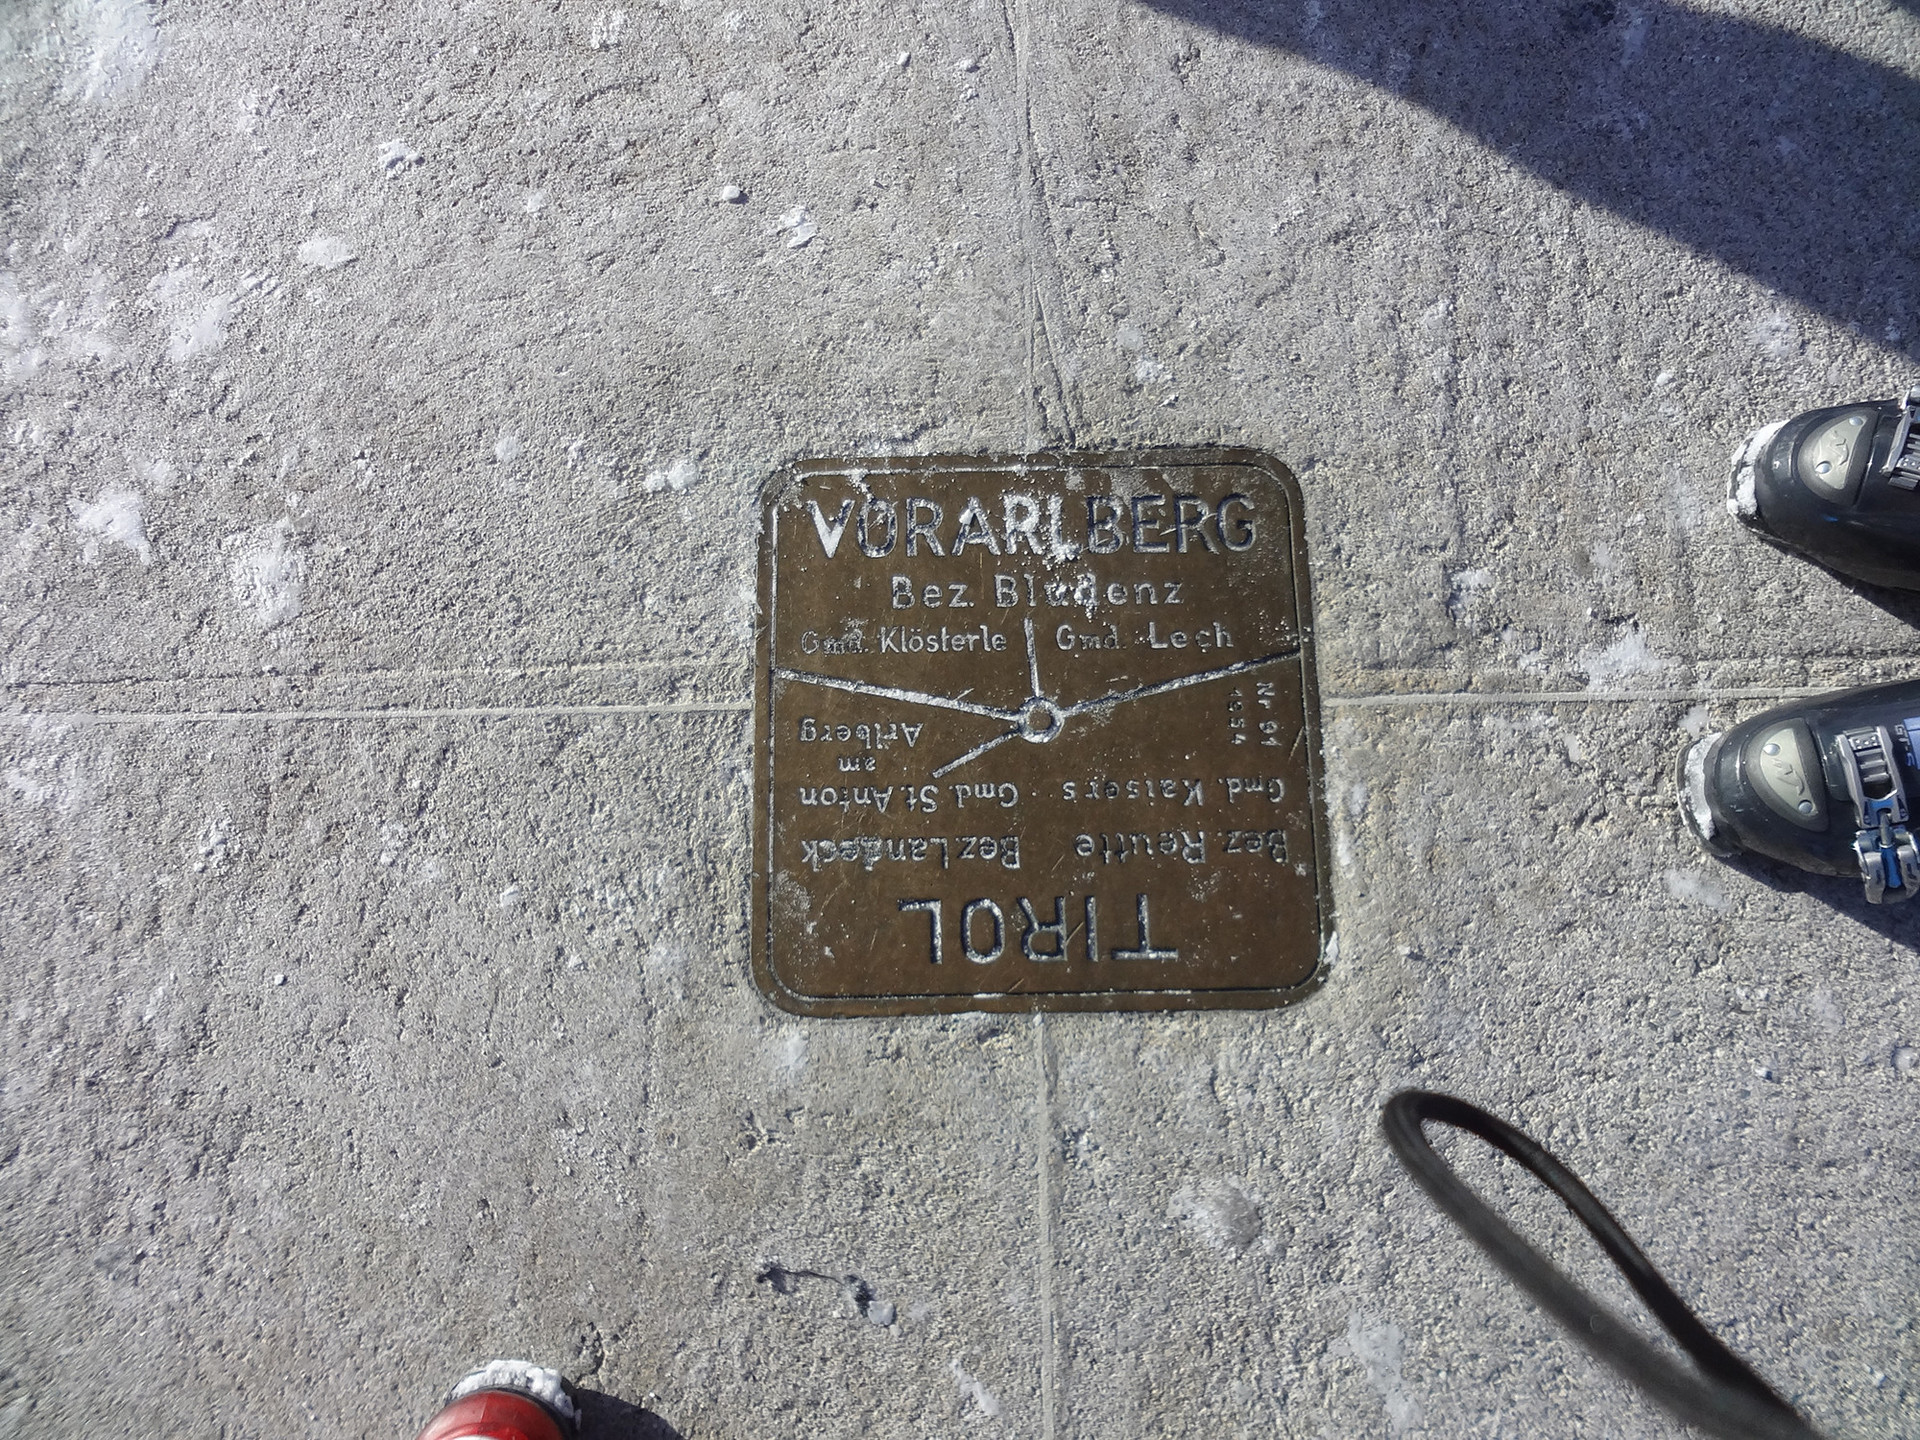 VORARLBERG
Bez. Bludenz
Gmd. Klösterle Gmd. Lech
Nr 91
1954
TIROL
Bez. Reutte Bez. Landeck
Gmd. Kaisers Gmd. St. Anton
am
Arlberg